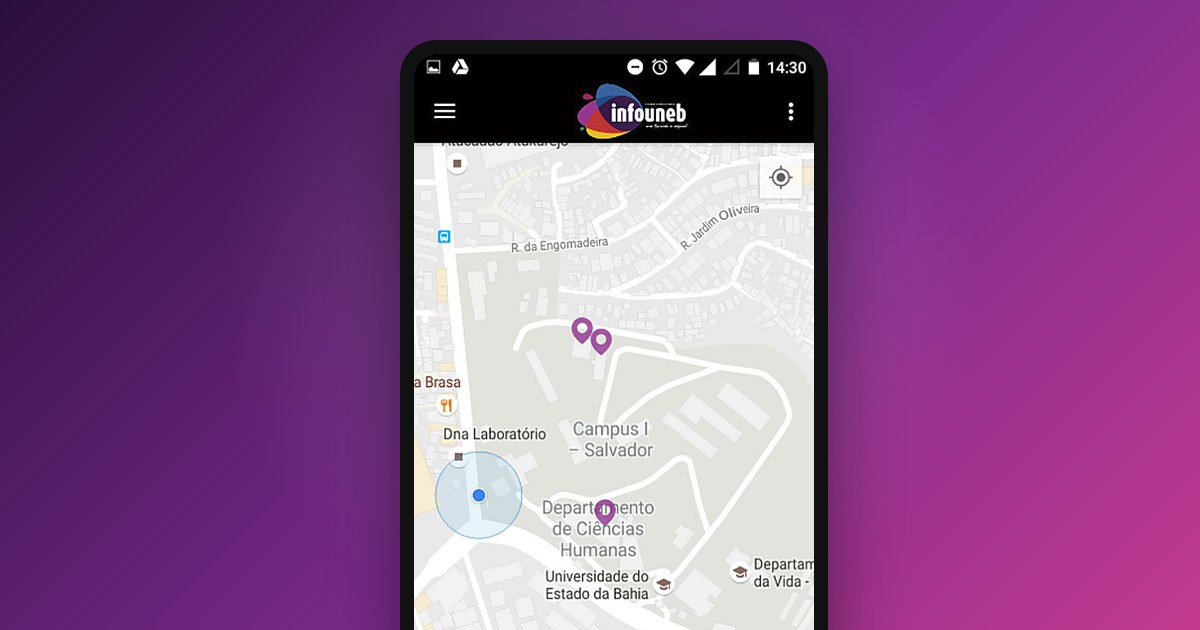 14:30
infouneb
Atacadão Atakarejo
R. Jardim Oliveira
R. da Engomadeira
a Brasa
Dna Laboratório
Campus I
– Salvador
Departamento
de Ciências
Humanas
Universidade do
Estado da Bahia
Departam
da Vida -